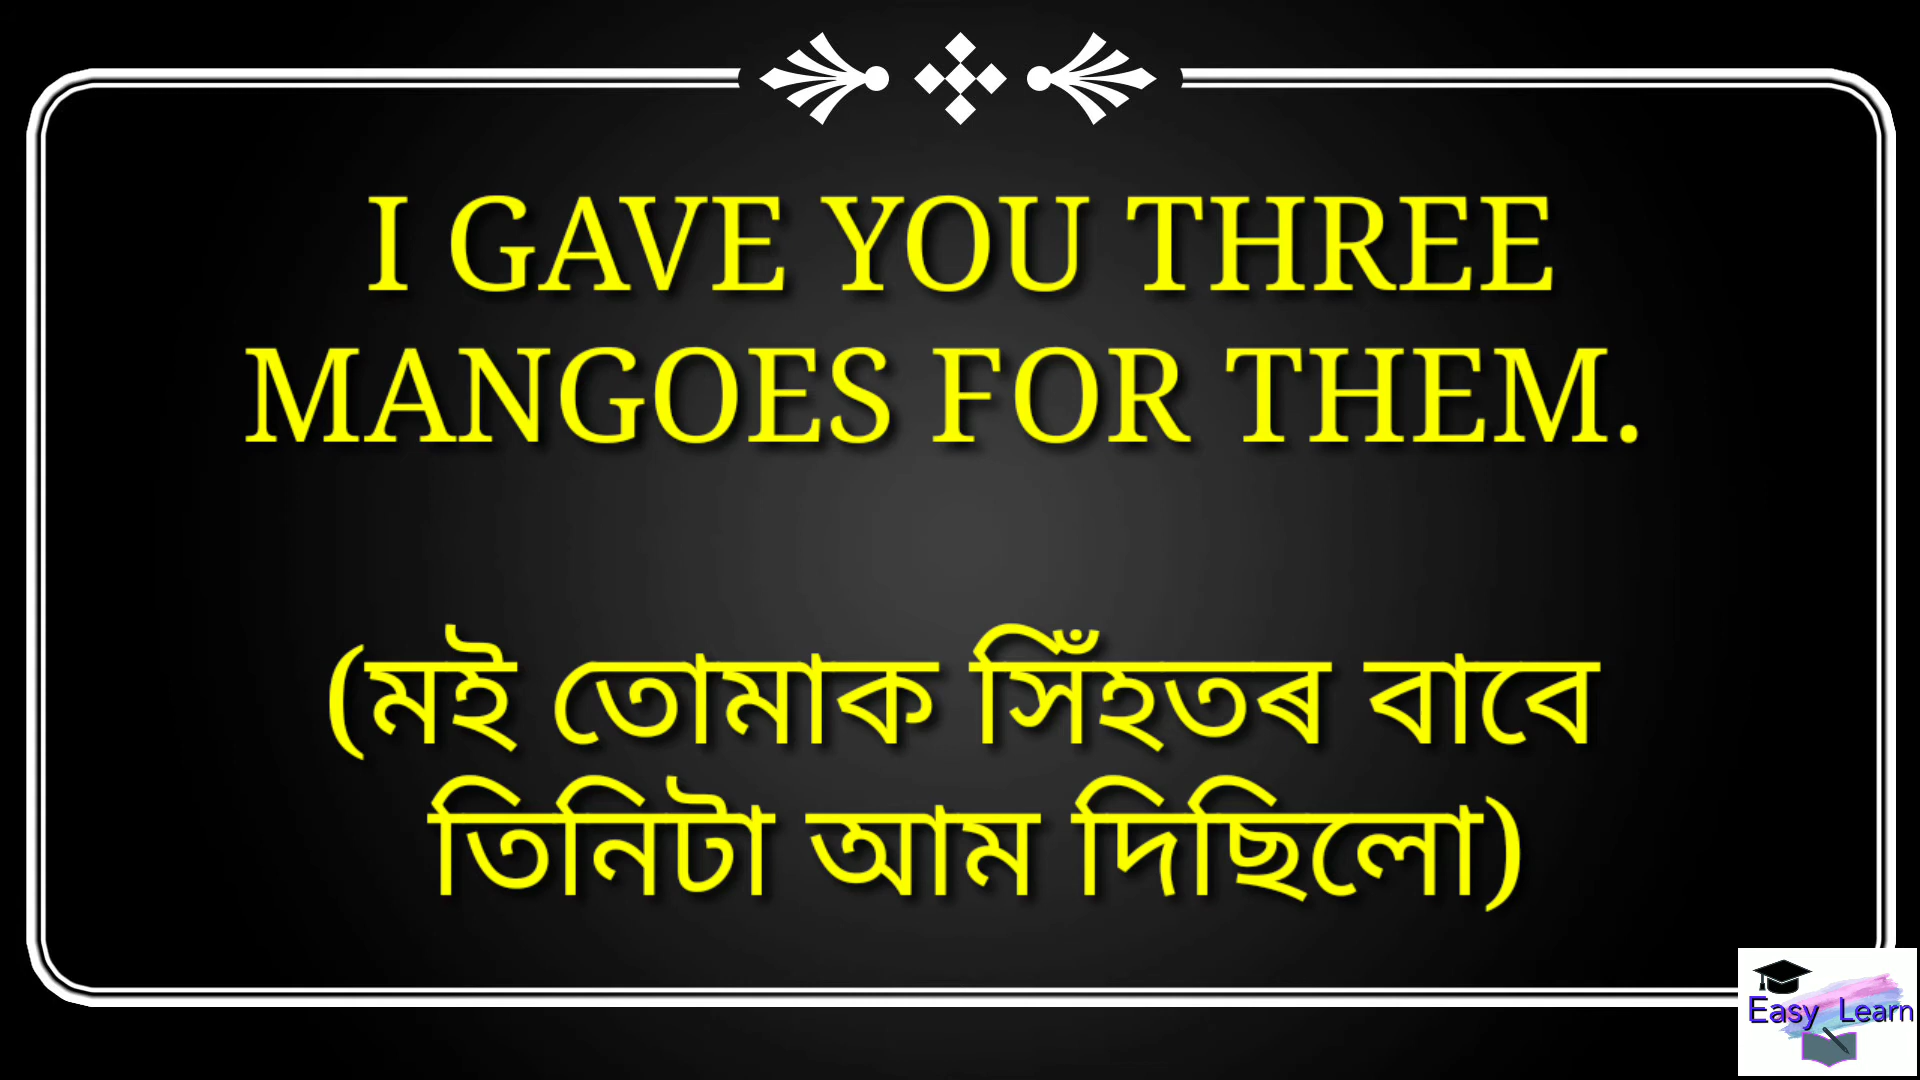 I GAVE YOU THREE
MANGOES FOR THEM.
(মই তোমাক সিঁহতৰ বাবে
তিনিটা আম দিছিলো)
Easy Learn